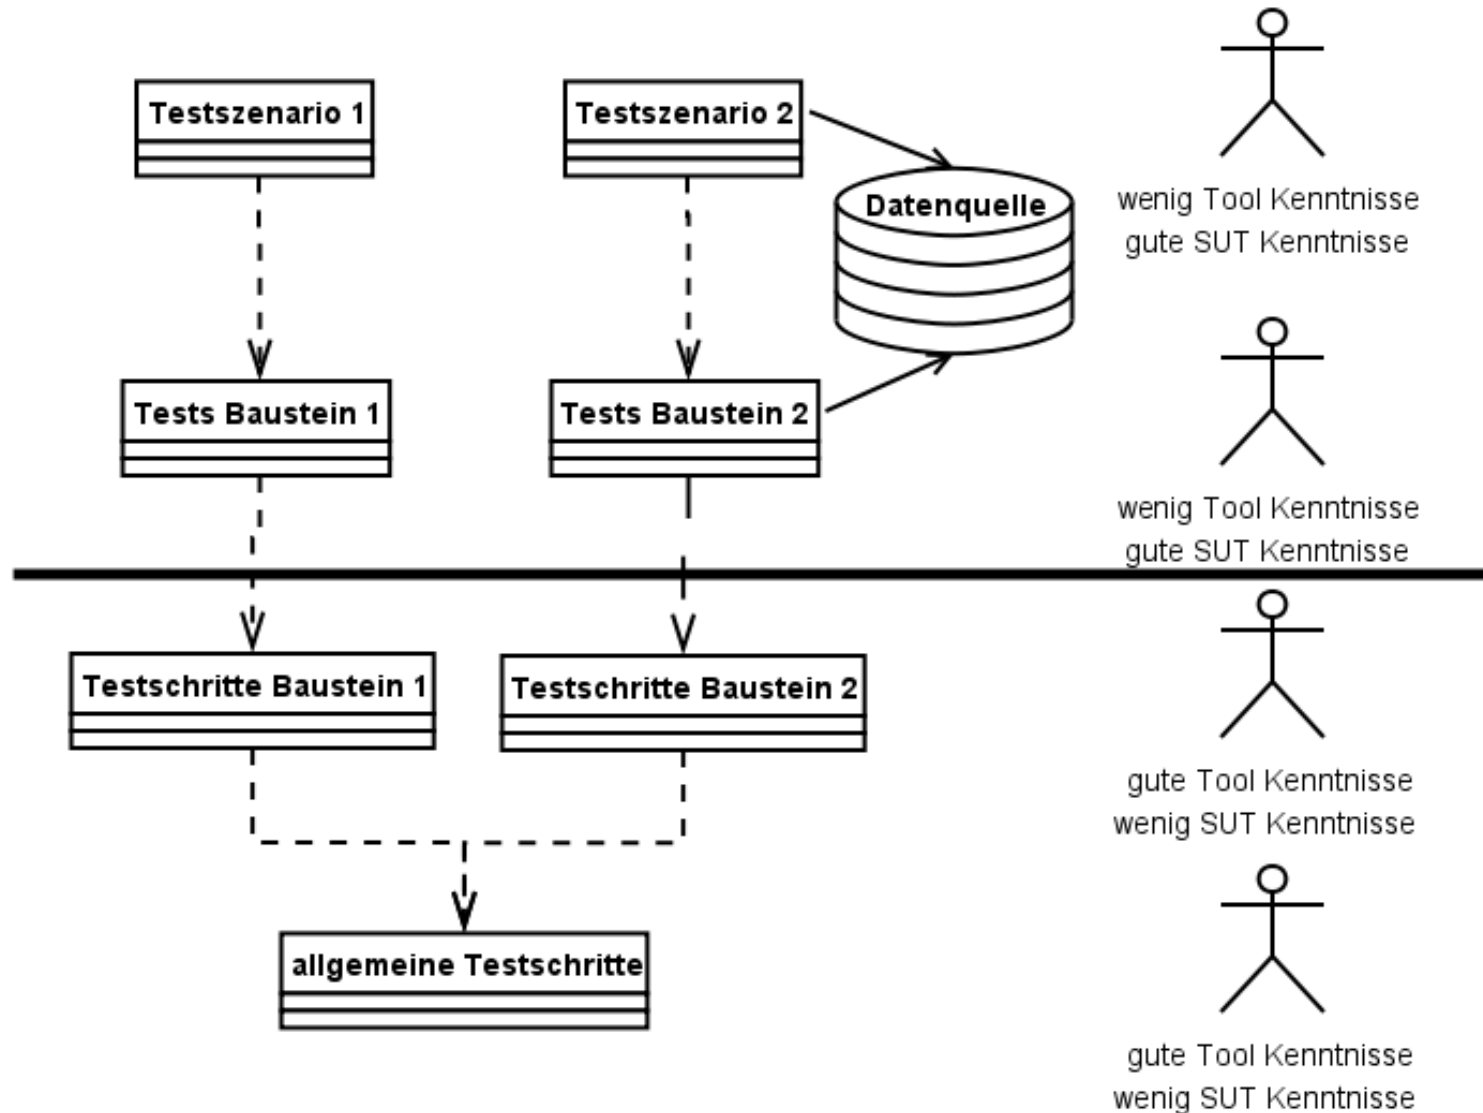 Testszenario 1
Testszenario 2
Datenquelle
wenig Tool Kenntnisse
gute SUT Kenntnisse
Tests Baustein 1
Tests Baustein 2
wenig Tool Kenntnisse
gute SUT Kenntnisse
Testschritte Baustein 1
Testschritte Baustein 2
gute Tool Kenntnisse
wenig SUT Kenntnisse
allgemeine Testschritte
gute Tool Kenntnisse
wenig SUT Kenntnisse